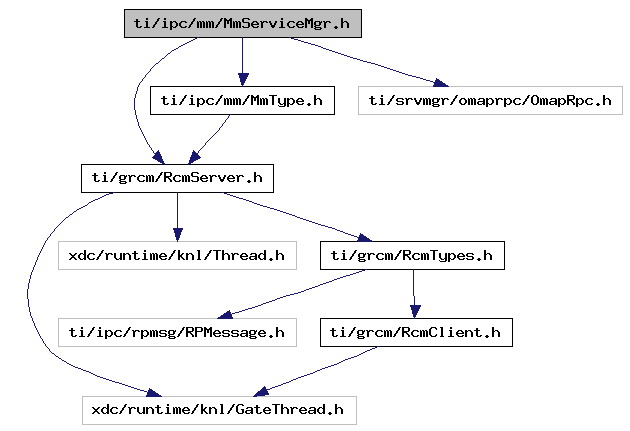 ti/ipc/mm/MmServiceMgr.h
ti/ipc/mm/MmType.h
ti/srvmgr/omaprpc/OmapRpc.h
ti/grcm/RcmServer.h
xdc/runtime/knl/Thread.h
ti/grcm/RcmTypes.h
ti/ipc/rpmsg/RPMessage.h
ti/grcm/RcmClient.h
xdc/runtime/knl/GateThread.h